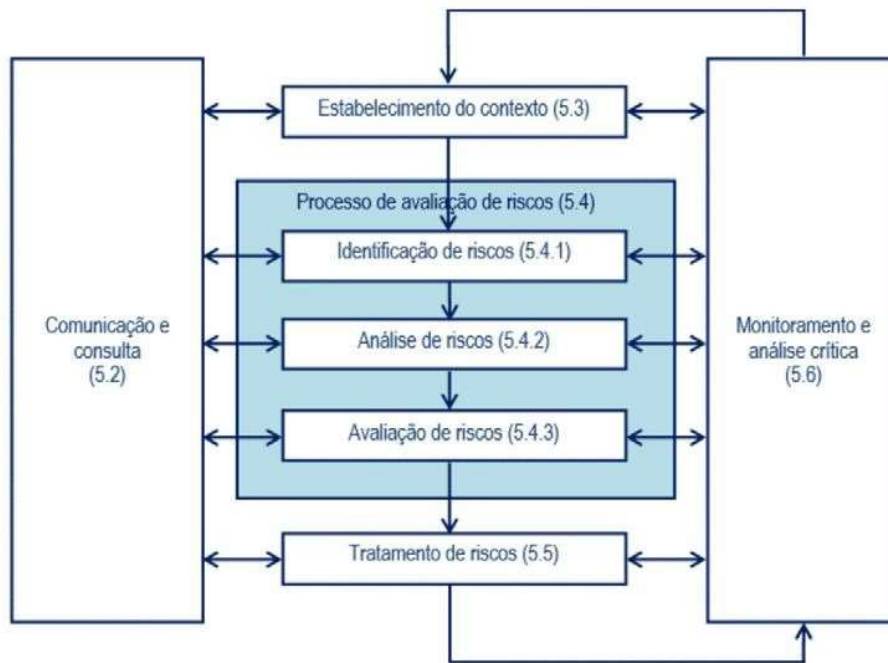 Estabelecimento do contexto (5.3)
Processo de avaliação de riscos (5.4)
Identificação de riscos (5.4.1)
Análise de riscos (5.4.2)
Avaliação de riscos (5.4.3)
Tratamento de riscos (5.5)
Comunicação e
consulta
(5.2)
Monitoramento e
análise crítica
(5.6)